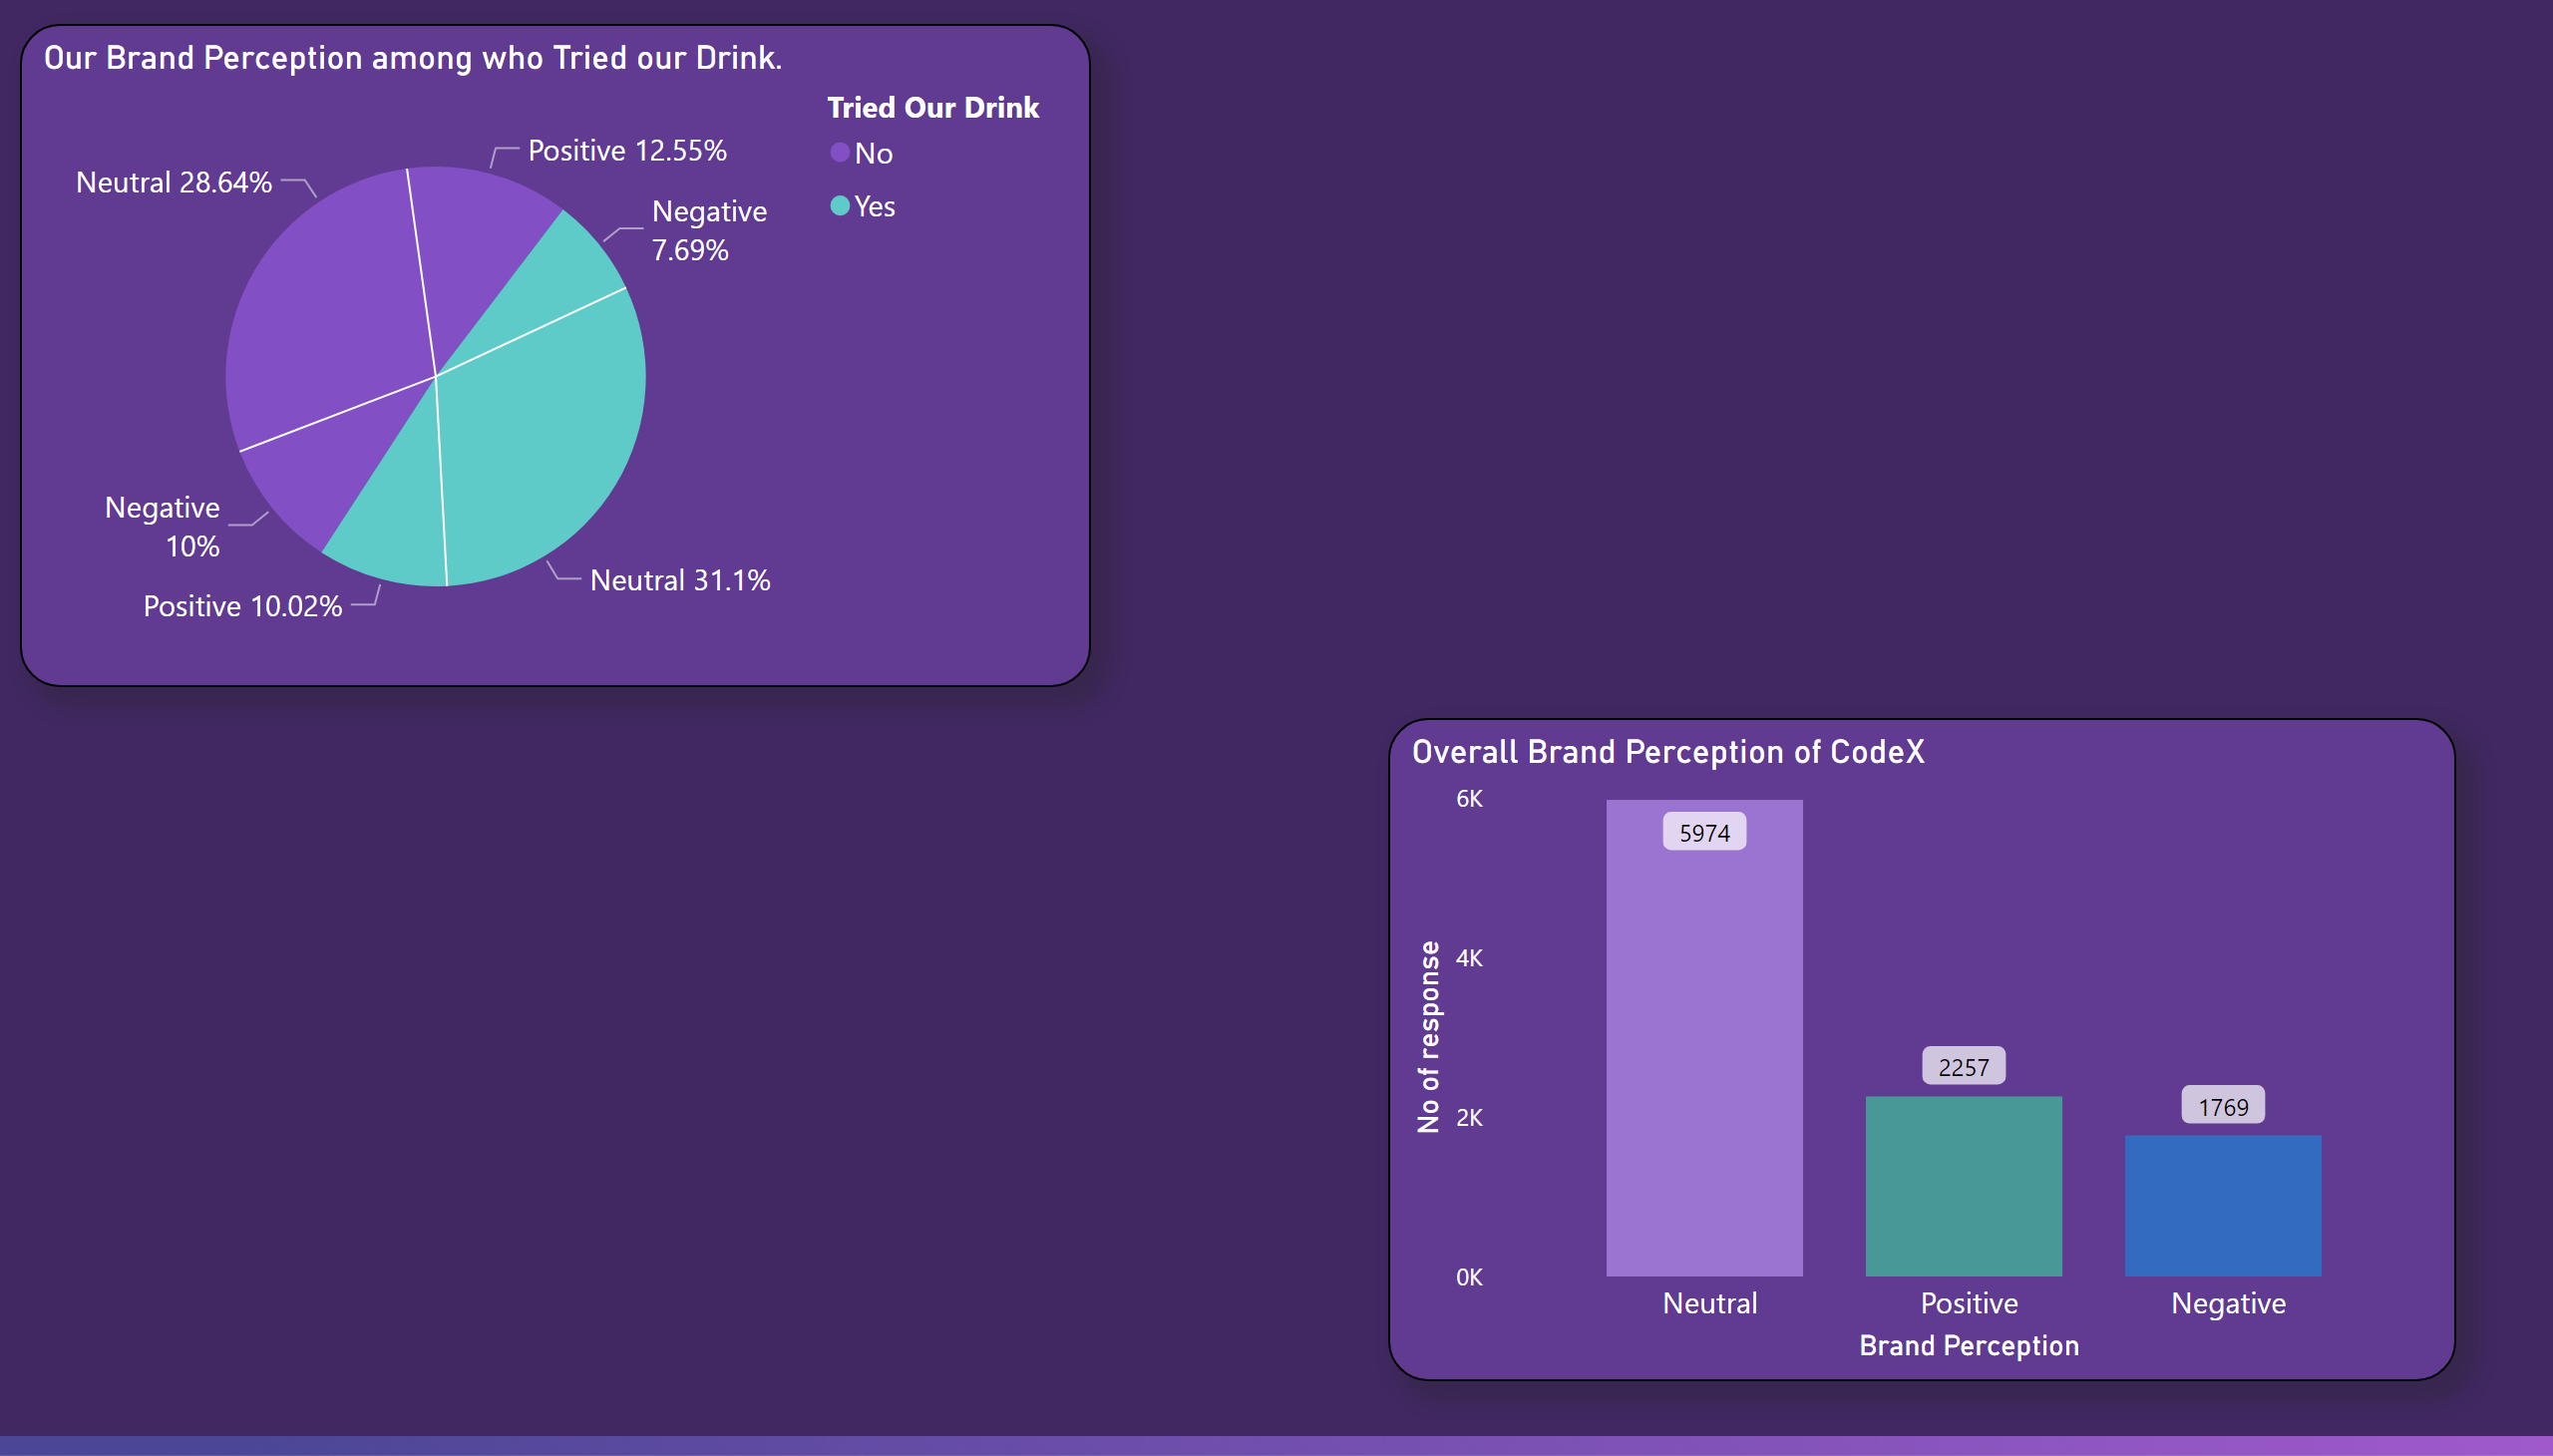 Our Brand Perception among who Tried our Drink.
Tried Our Drink
No
Yes
Positive 12.55%
Neutral 28.64%
Negative
7.69%
Negative
10%
Neutral 31.1%
Positive 10.02%
Overall Brand Perception of CodeX
6K
4K
2K
0K
No of response
5974
2257
1769
Neutral
Positive
Negative
Brand Perception